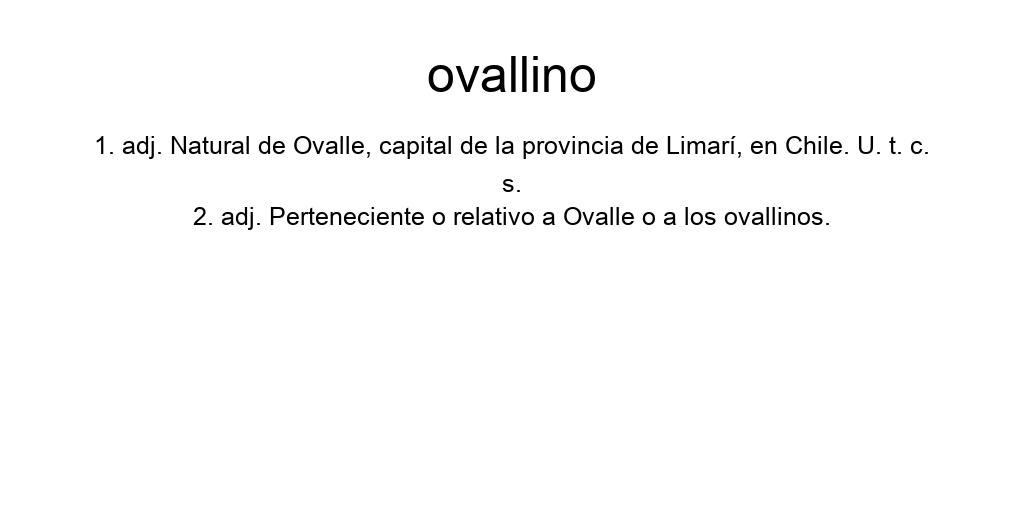 ovallino
1. adj. Natural de Ovalle, capital de la provincia de Limarí, en Chile. U. t. c.
s.
2. adj. Perteneciente o relativo a Ovalle o a los ovallinos.